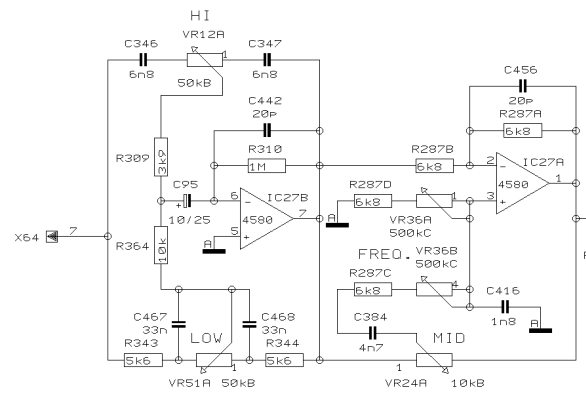 HI
C346
VR12A
1
C347
6n8
50kB
6n8
C442
20p
R310
1M
R309
3k9
C95
+
10/25
6
-
IC27B
4580
5
+
7
A
X64
7
R364
10k
C467
33n
LOW
C468
33n
R343
5k6
1
VR51A
50kB
R344
5k6
C456
20p
R287A
6k8
R287B
6k8
2
-
IC27A
4580
3
+
1
R287D
6k8
1
A
VR36A
500kC
FREQ.
VR36B
500kC
R287C
6k8
4
C416
1n8
A
C384
4n7
MID
1
VR24A
10kB